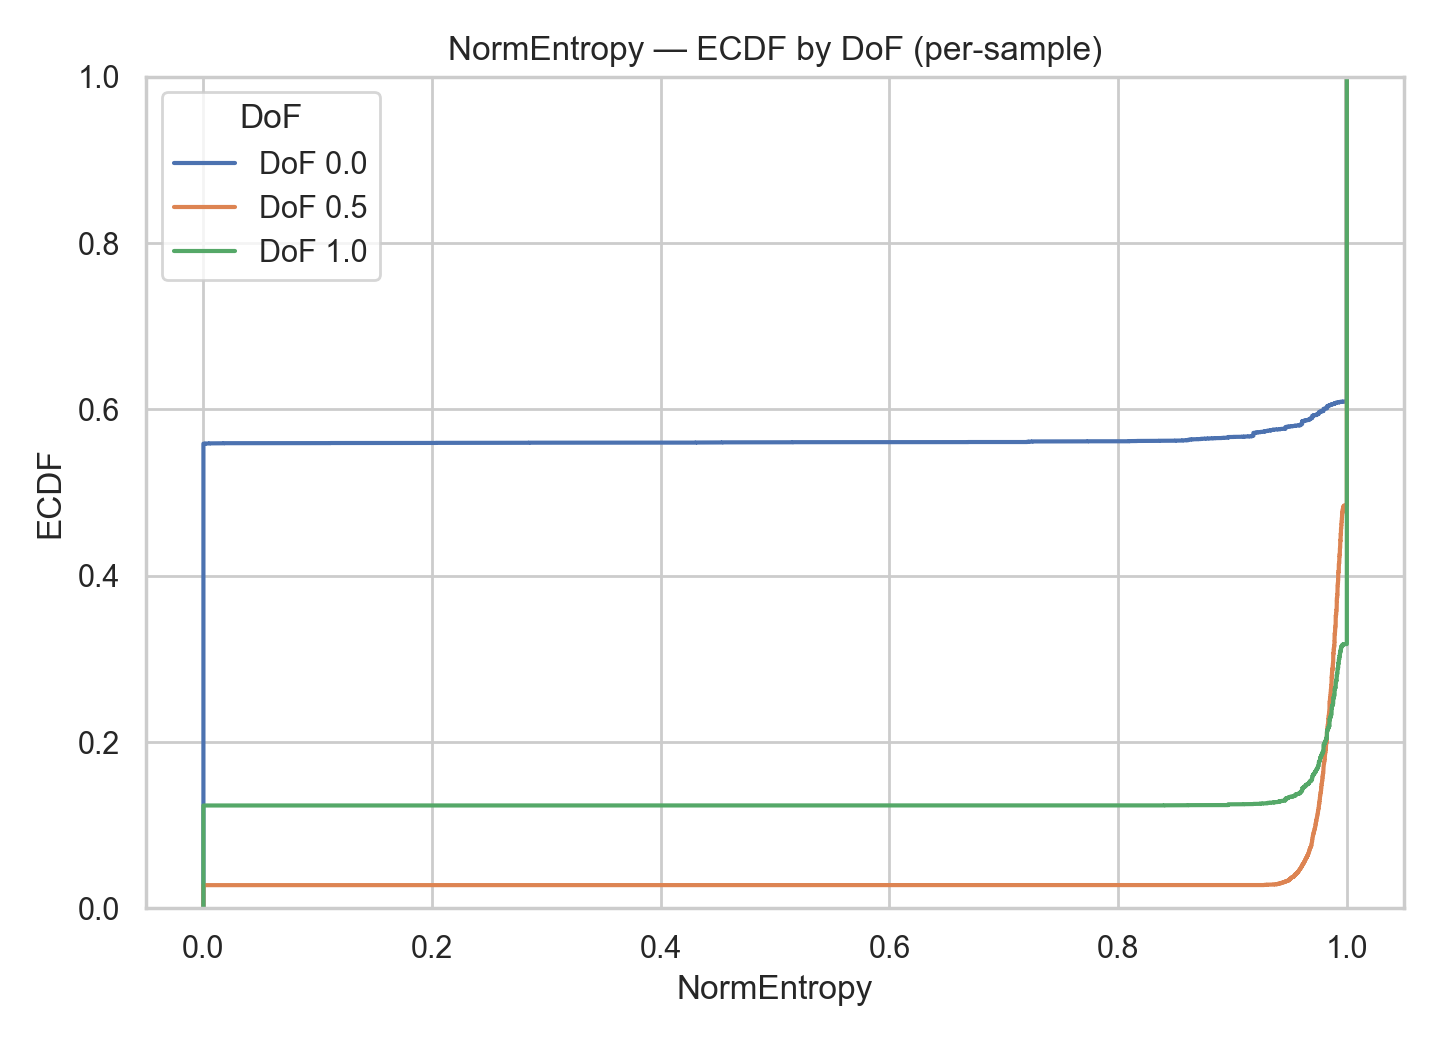 NormEntropy — ECDF by DoF (per-sample)
DoF
DoF 0.0
DoF 0.5
DoF 1.0
ECDF
1.0
0.8
0.6
0.4
0.2
0.0
0.0 0.2 0.4 0.6 0.8 1.0
NormEntropy